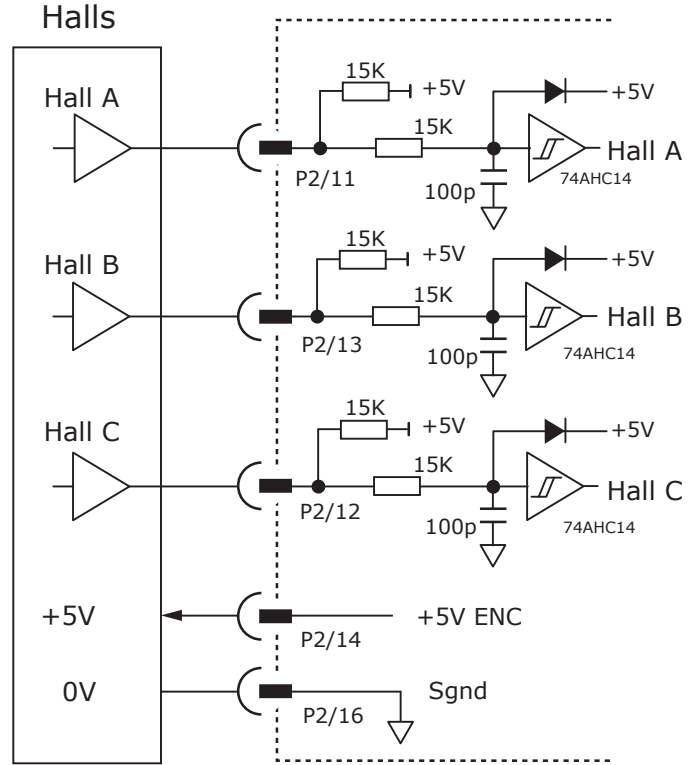 Halls
Hall A
15K
+5V
+5V
15K
Hall A
P2/11
100p
74AHC14
Hall B
15K
+5V
+5V
15K
Hall B
P2/13
100p
74AHC14
Hall C
15K
+5V
+5V
15K
Hall C
P2/12
100p
74AHC14
+5V
+5V ENC
P2/14
0V
Sgnd
P2/16